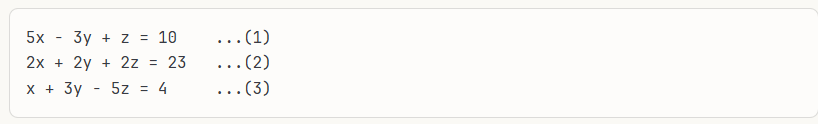 5x - 3y + z = 10    ...(1)
2x + 2y + 2z = 23   ...(2)
x + 3y - 5z = 4     ...(3)